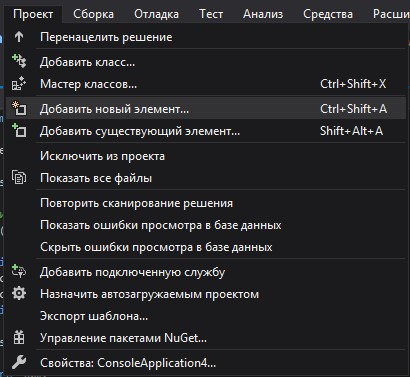 Проект Сборка Отладка Тест Анализ Средства Расши
Перенацелить решение
Добавить класс...
Мастер классов... Ctrl+Shift+X
Добавить новый элемент... Ctrl+Shift+A
Добавить существующий элемент... Shift+Alt+A
Исключить из проекта
Показать все файлы
Повторить сканирование решения
Показать ошибки просмотра в базе данных
Скрыть ошибки просмотра в базе данных
Добавить подключенную службу
Назначить автозагружаемым проектом
Экспорт шаблона...
Управление пакетами NuGet...
Свойства: ConsoleApplication4...